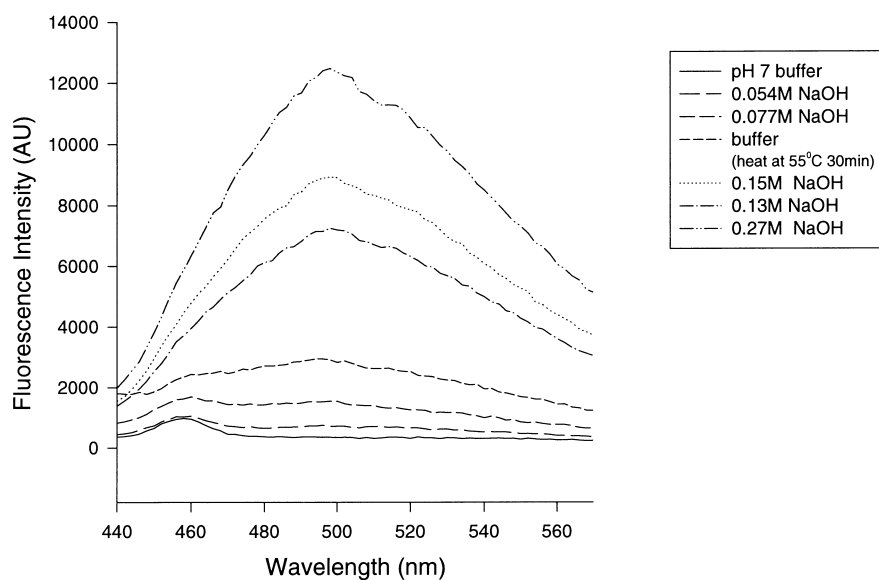 14000
12000
10000
8000
6000
4000
2000
0
Fluorescence Intensity (AU)
440 460 480 500 520 540 560
Wavelength (nm)
pH 7 buffer
0.054M NaOH
0.077M NaOH
buffer
(heat at 55⁰C 30min)
0.15M NaOH
0.13M NaOH
0.27M NaOH